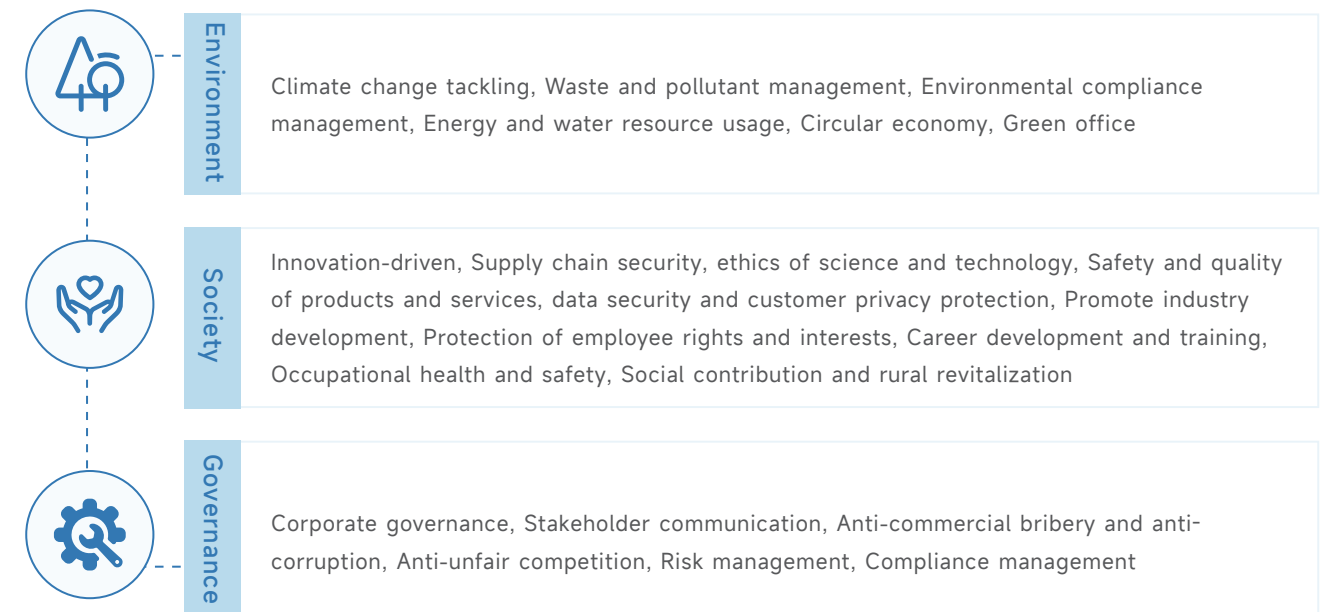 Environment
Climate change tackling, Waste and pollutant management, Environmental compliance
management, Energy and water resource usage, Circular economy, Green office
Society
Innovation-driven, Supply chain security, ethics of science and technology, Safety and quality
of products and services, data security and customer privacy protection, Promote industry
development, Protection of employee rights and interests, Career development and training,
Occupational health and safety, Social contribution and rural revitalization
Governance
Corporate governance, Stakeholder communication, Anti-commercial bribery and anti-
corruption, Anti-unfair competition, Risk management, Compliance management